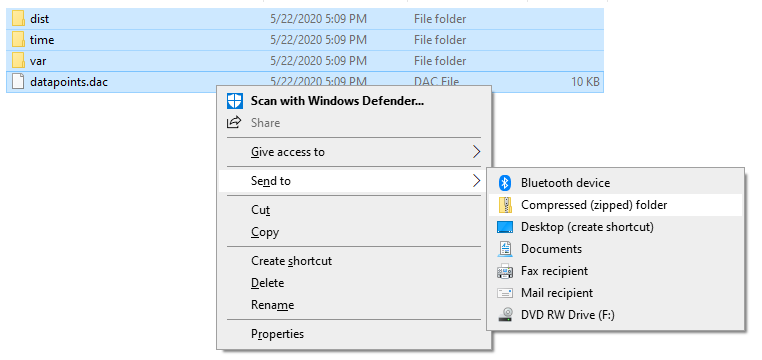 dist 5/22/2020 5:09 PM File folder
time 5/22/2020 5:09 PM File folder
var 5/22/2020 5:09 PM File folder
datapoints.dac 5/22/2020 5:09 PM DAC File 10 KB
Scan with Windows Defender...
Share
Give access to
Send to
Cut
Copy
Create shortcut
Delete
Rename
Properties
Bluetooth device
Compressed (zipped) folder
Desktop (create shortcut)
Documents
Fax recipient
Mail recipient
DVD RW Drive (F:)